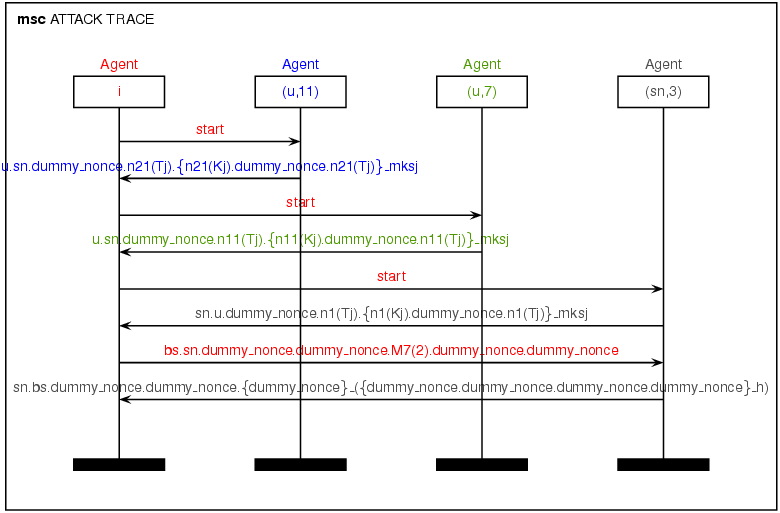 msc ATTACK TRACE
Agent Agent Agent Agent
i (u,11) (u,7) (sn,3)
start
u.sn.dummy_nonce.n21(Tj).{n21(Kj).dummy_nonce.n21(Tj)}_mksj
start
u.sn.dummy_nonce.n11(Tj).{n11(Kj).dummy_nonce.n11(Tj)}_mksj
start
sn.u.dummy_nonce.n1(Tj).{n1(Kj).dummy_nonce.n1(Tj)}_mksj
bs.sn.dummy_nonce.dummy_nonce.M7(2).dummy_nonce.dummy_nonce
sn.bs.dummy_nonce.dummy_nonce.{dummy_nonce}_({dummy_nonce.dummy_nonce.dummy_nonce.dummy_nonce}_h)